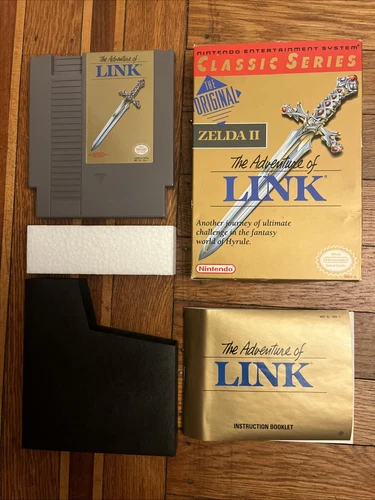 The Adventure of
LINK
NINTENDO ENTERTAINMENT SYSTEM®
CLASSIC SERIES
THE
ORIGINAL
ZELDA II
The Adventure of
LINK®
Another journey of ultimate
challenge in the fantasy
world of Hyrule.
Nintendo
The Adventure of
LINK
INSTRUCTION BOOKLET